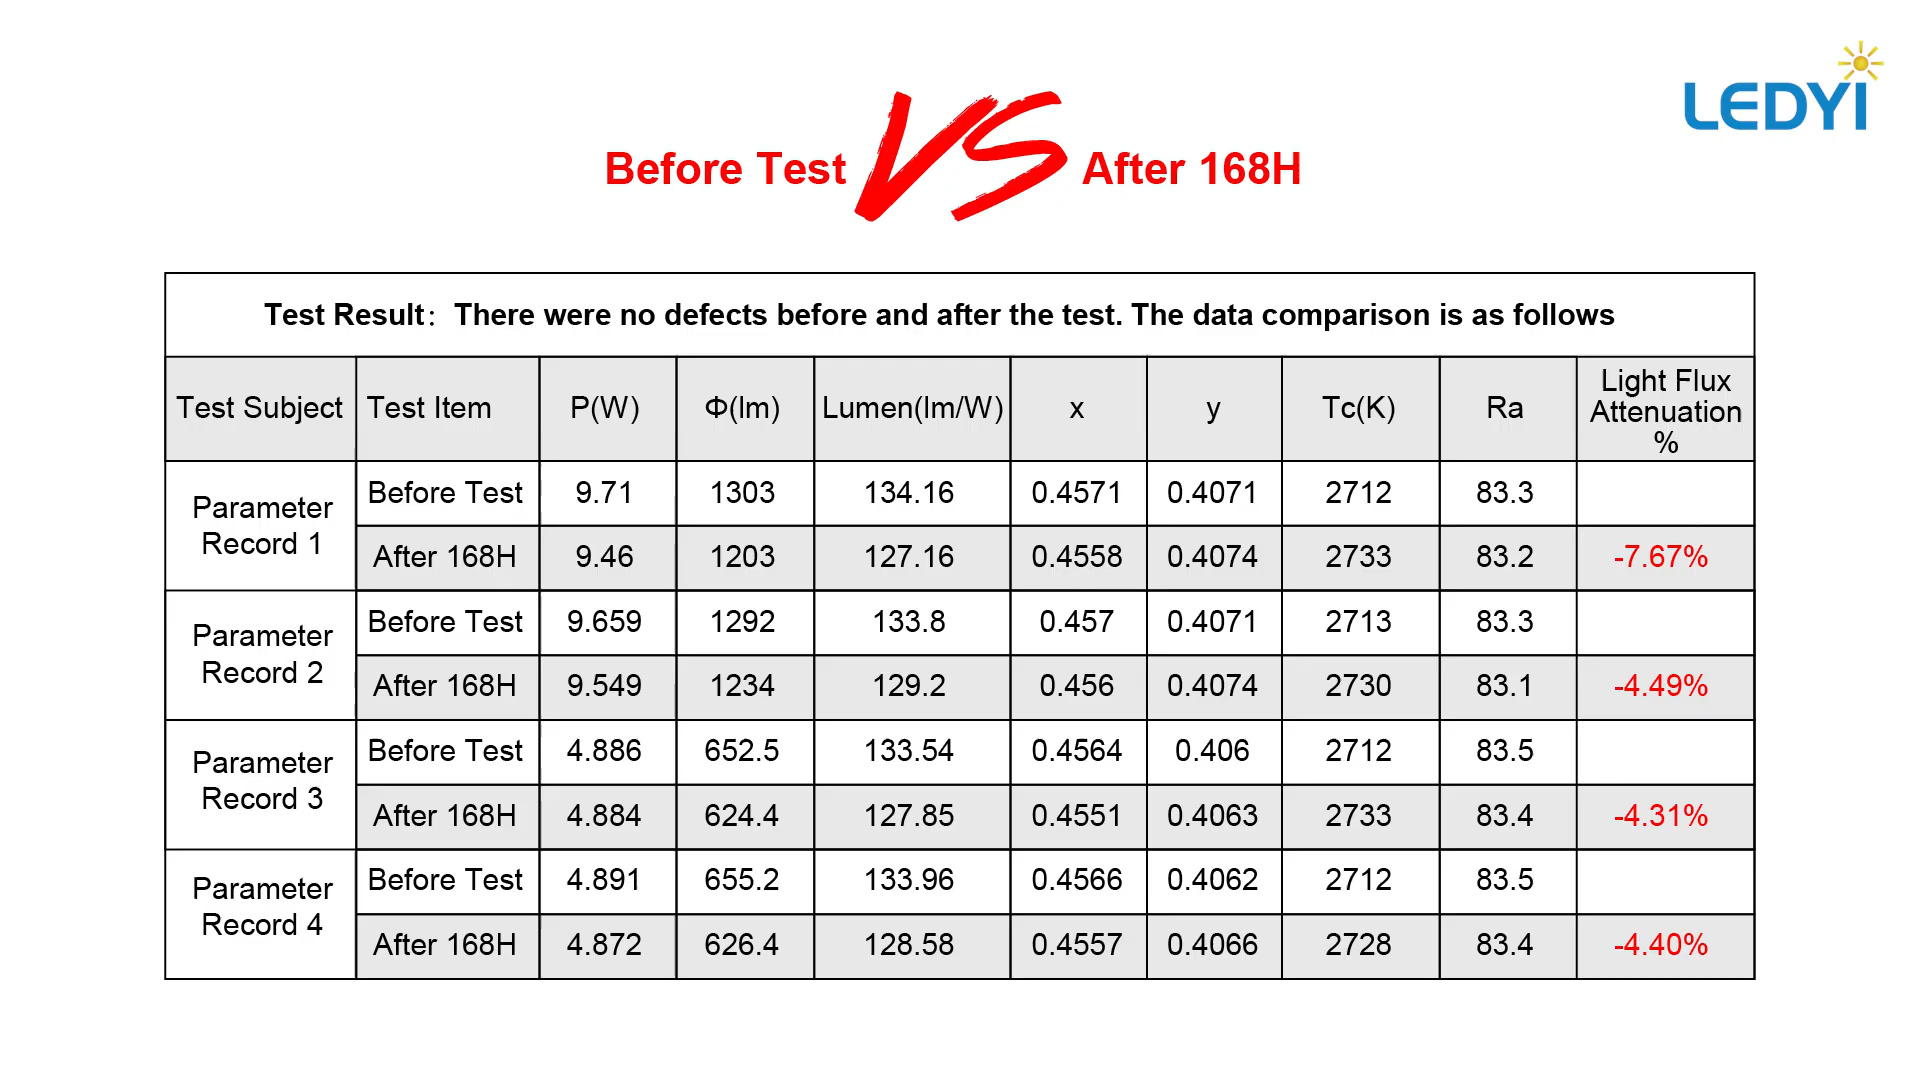 LEDYI
Before Test VS After 168H
Test Result： There were no defects before and after the test. The data comparison is as follows
Test Subject Test Item P(W) Φ(lm) Lumen(lm/W) x y Tc(K) Ra Light Flux Attenuation %
Parameter Record 1
Before Test 9.71 1303 134.16 0.4571 0.4071 2712 83.3
After 168H 9.46 1203 127.16 0.4558 0.4074 2733 83.2 -7.67%
Parameter Record 2
Before Test 9.659 1292 133.8 0.457 0.4071 2713 83.3
After 168H 9.549 1234 129.2 0.456 0.4074 2730 83.1 -4.49%
Parameter Record 3
Before Test 4.886 652.5 133.54 0.4564 0.406 2712 83.5
After 168H 4.884 624.4 127.85 0.4551 0.4063 2733 83.4 -4.31%
Parameter Record 4
Before Test 4.891 655.2 133.96 0.4566 0.4062 2712 83.5
After 168H 4.872 626.4 128.58 0.4557 0.4066 2728 83.4 -4.40%